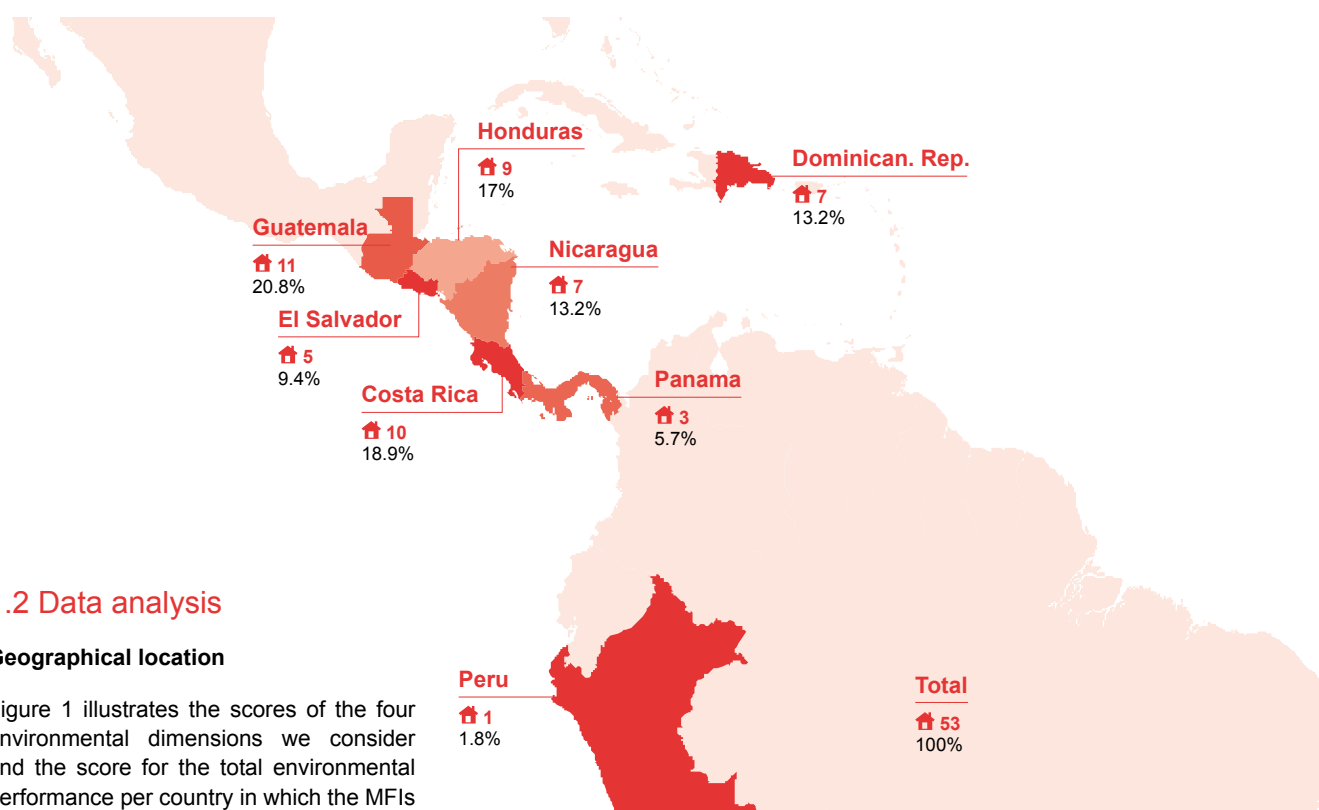 Honduras
9
17%
Dominican. Rep.
7
13.2%
Guatemala
11
20.8%
Nicaragua
7
13.2%
El Salvador
5
9.4%
Costa Rica
10
18.9%
Panama
3
5.7%
.2 Data analysis
Geographical location
igure 1 illustrates the scores of the four
nvironmental dimensions we consider
nd the score for the total environmental
erformance per country in which the MFIs
Peru
1
1.8%
Total
53
100%